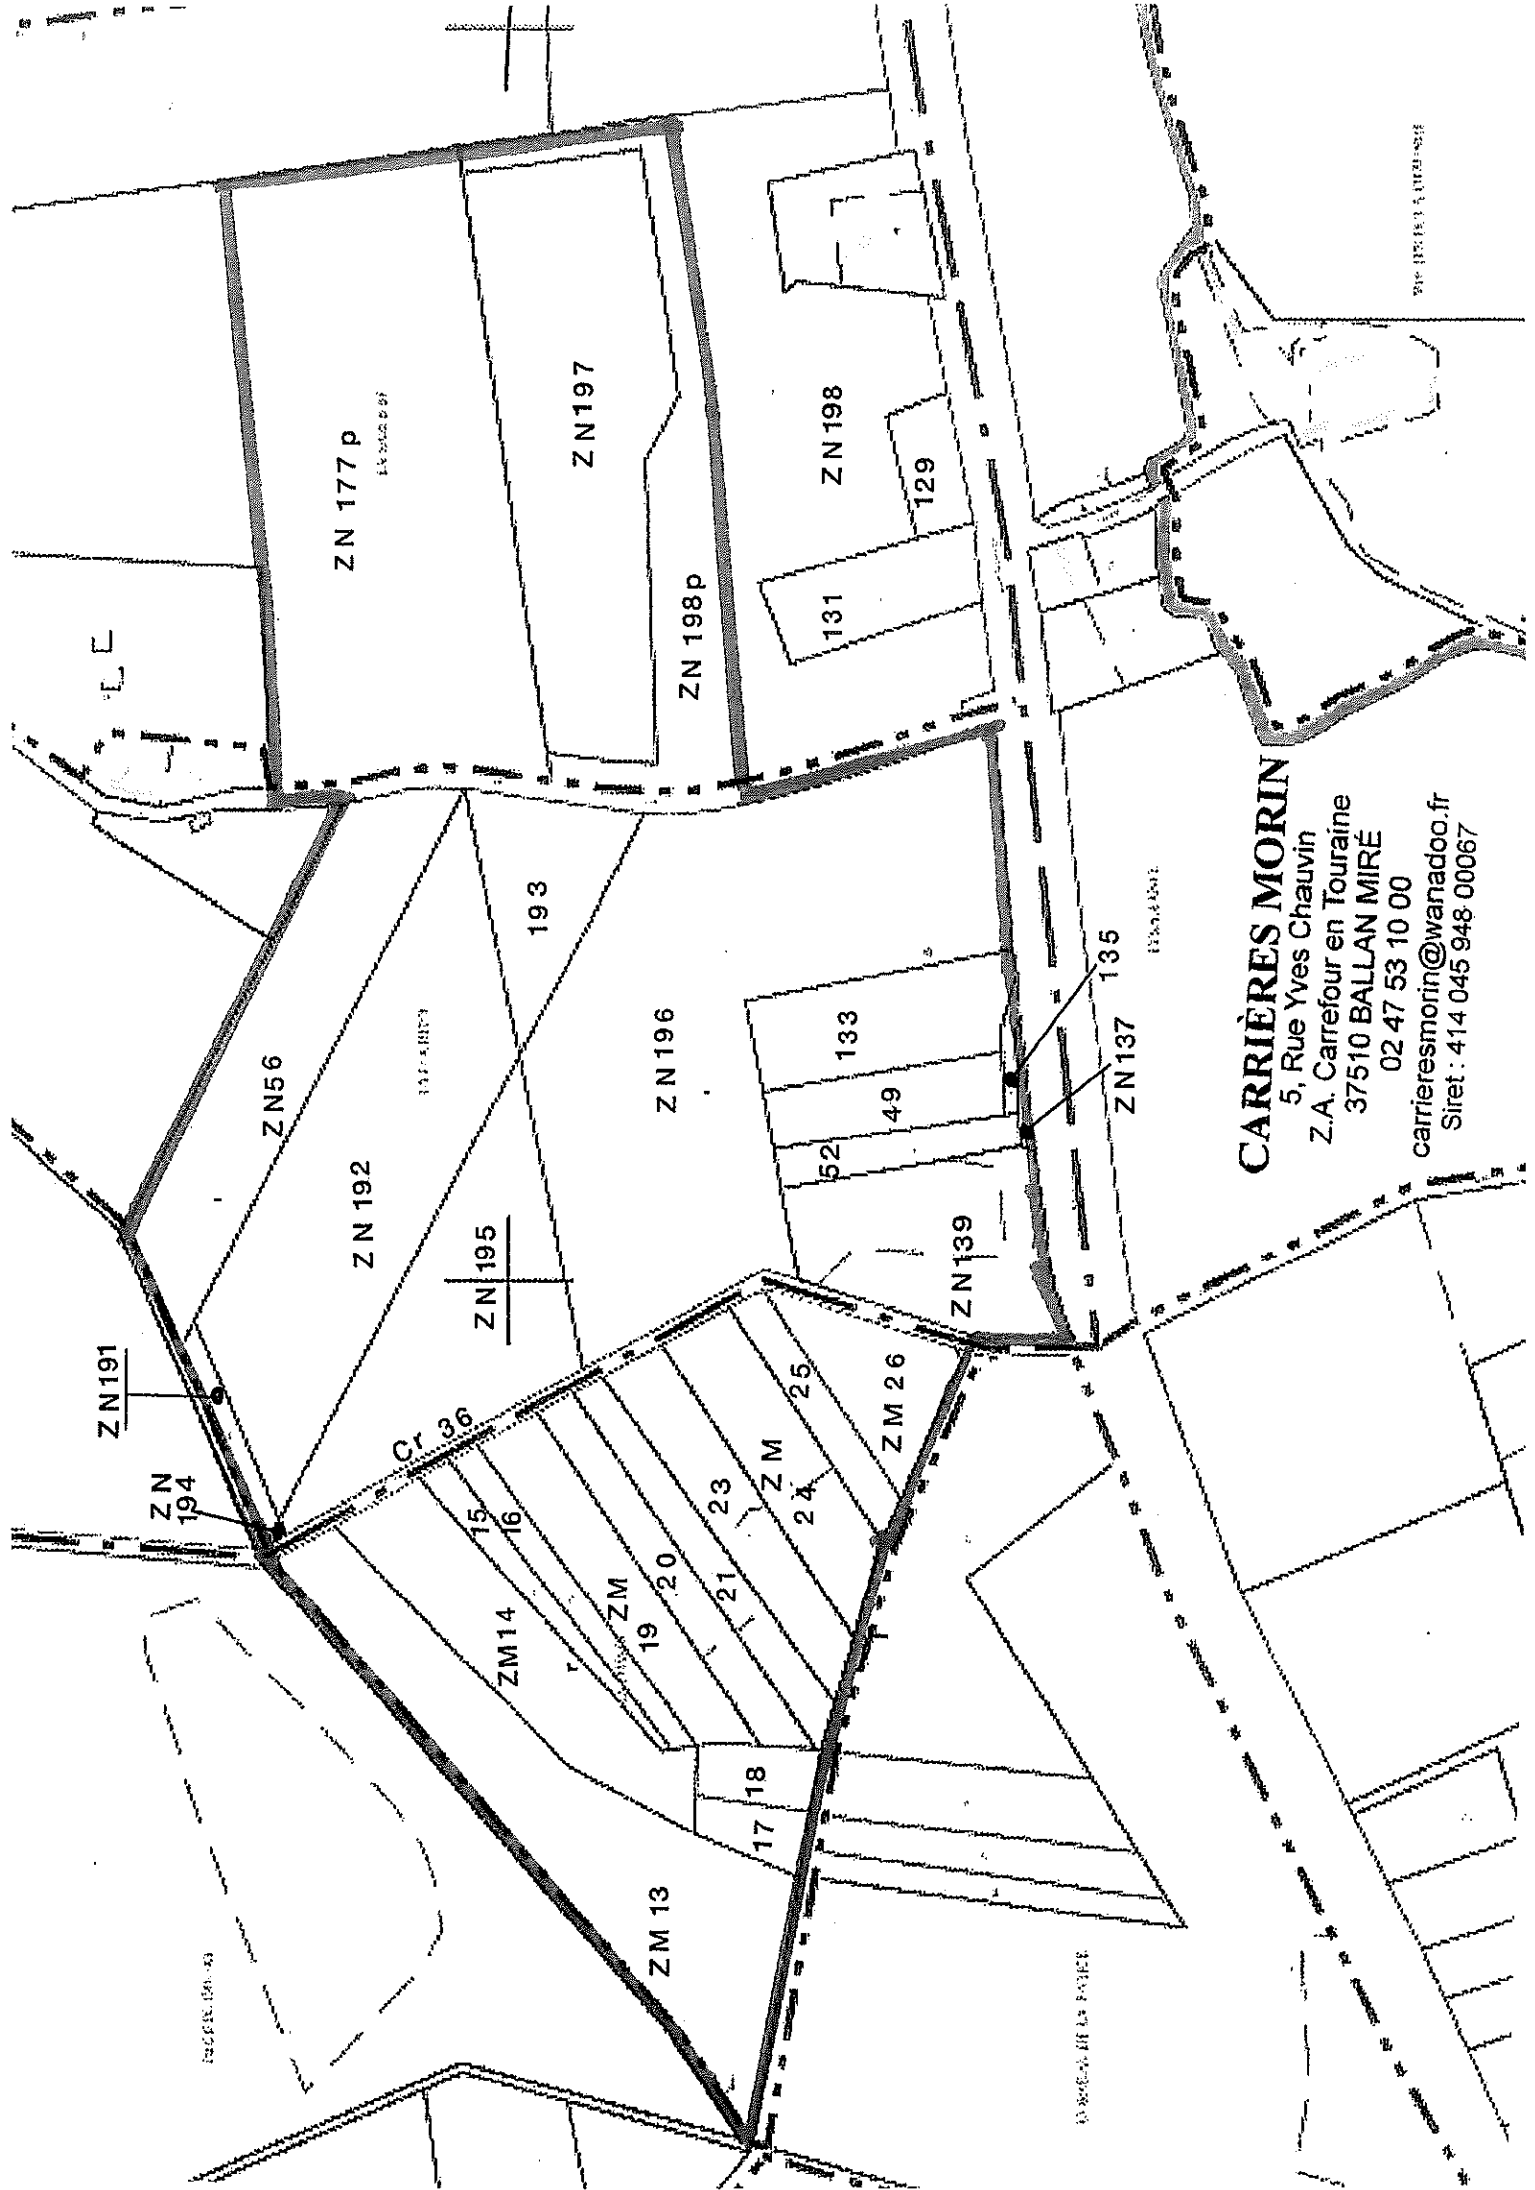 ZN191
ZN
194
ZN56
ZN 192
ZN 195
193
ZN 177 p
ZN197
ZN 198p
ZN198
129
131
ZN196
133
49
52
135
ZN137
ZN139
Cr 36
ZM14
15
16
r
ZM
19
20
21
23
ZM
24
25
ZM 26
18
17
ZM 13
r
CARRIÈRES MORIN
5, Rue Yves Chauvin
Z.A. Carrefour en Touraine
37510 BALLAN MIRÉ
02 47 53 10 00
carrieresmorin@wanadoo.fr
Siret : 414 045 948 00067